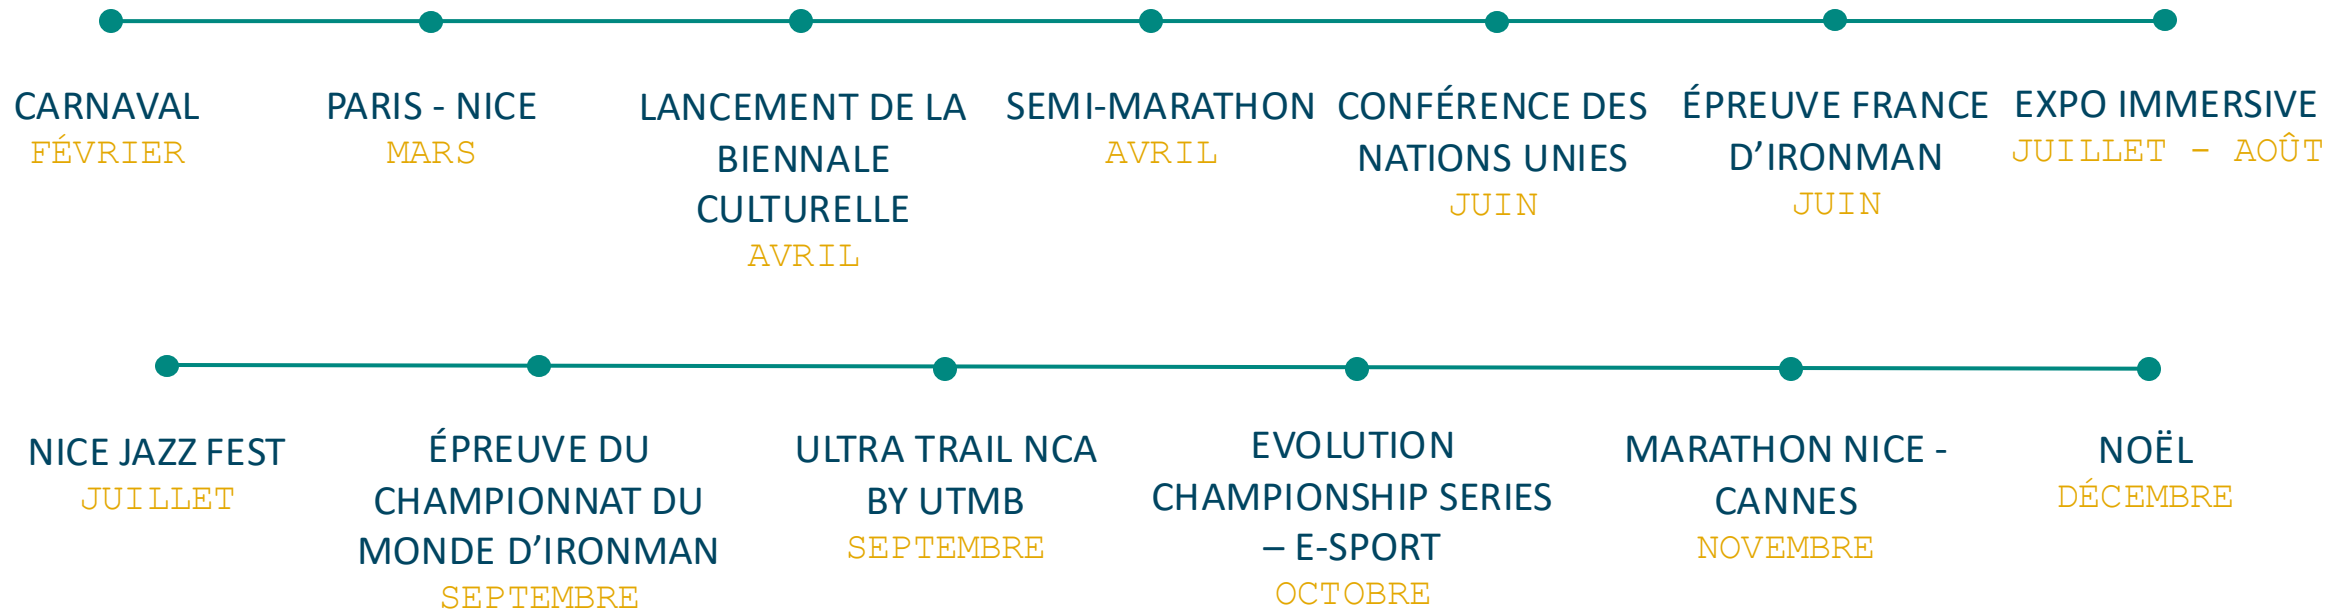 CARNAVAL
FÉVRIER
PARIS - NICE
MARS
LANCEMENT DE LA
BIENNALE
CULTURELLE
AVRIL
SEMI-MARATHON
AVRIL
CONFÉRENCE DES
NATIONS UNIES
JUIN
ÉPREUVE FRANCE
D’IRONMAN
JUIN
EXPO IMMERSIVE
JUILLET - AOÛT
NICE JAZZ FEST
JUILLET
ÉPREUVE DU
CHAMPIONNAT DU
MONDE D’IRONMAN
SEPTEMBRE
ULTRA TRAIL NCA
BY UTMB
SEPTEMBRE
EVOLUTION
CHAMPIONSHIP SERIES
– E-SPORT
OCTOBRE
MARATHON NICE -
CANNES
NOVEMBRE
NOËL
DÉCEMBRE